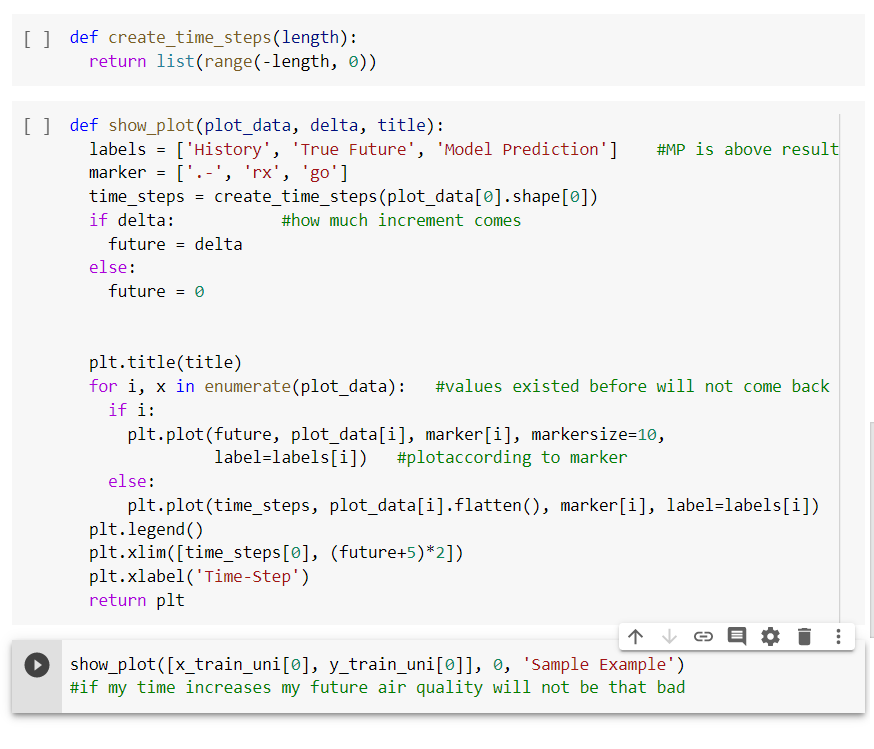 [ ] def create_time_steps(length):
  return list(range(-length, 0))
[ ] def show_plot(plot_data, delta, title):
  labels = ['History', 'True Future', 'Model Prediction']    #MP is above result
  marker = ['.-', 'rx', 'go']
  time_steps = create_time_steps(plot_data[0].shape[0])
  if delta:           #how much increment comes
    future = delta
  else:
    future = 0
  plt.title(title)
  for i, x in enumerate(plot_data):   #values existed before will not come back
    if i:
      plt.plot(future, plot_data[i], marker[i], markersize=10,
               label=labels[i])   #plotaccording to marker
    else:
      plt.plot(time_steps, plot_data[i].flatten(), marker[i], label=labels[i])
  plt.legend()
  plt.xlim([time_steps[0], (future+5)*2])
  plt.xlabel('Time-Step')
  return plt
show_plot([x_train_uni[0], y_train_uni[0]], 0, 'Sample Example')
#if my time increases my future air quality will not be that bad